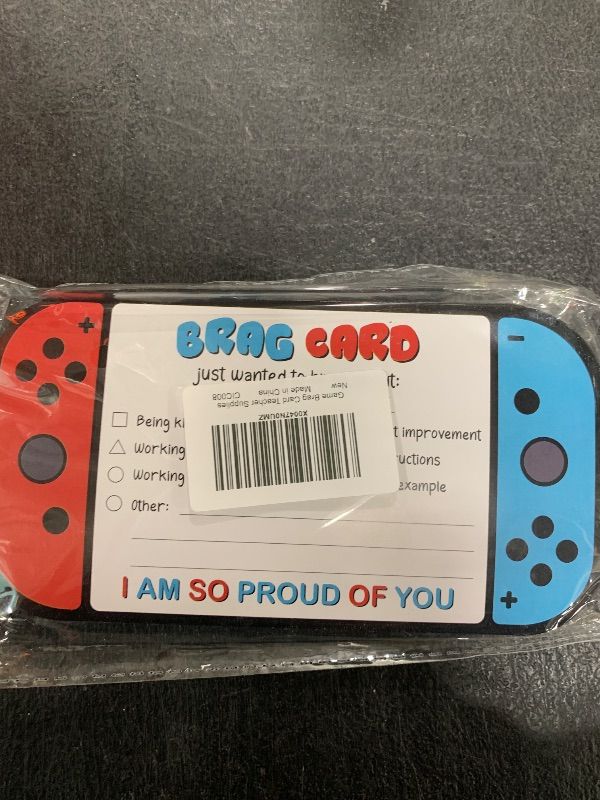 BRAG CARD
just wanted to
t:
Being ki
t improvement
Working
uctions
Working
example
Other:
I AM SO PROUD OF YOU
X0047N0UMZ
Game Brag Card Teacher Supplies
New Made in China CIC008